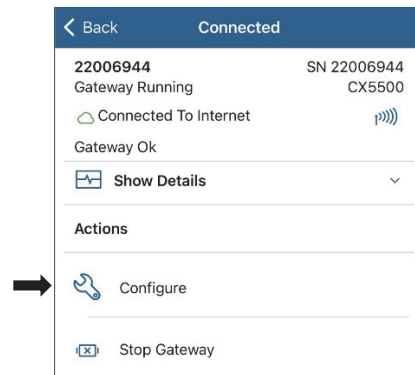 Back Connected
22006944 SN 22006944
Gateway Running CX5500
Connected To Internet
Gateway Ok
Show Details
Actions
Configure
Stop Gateway